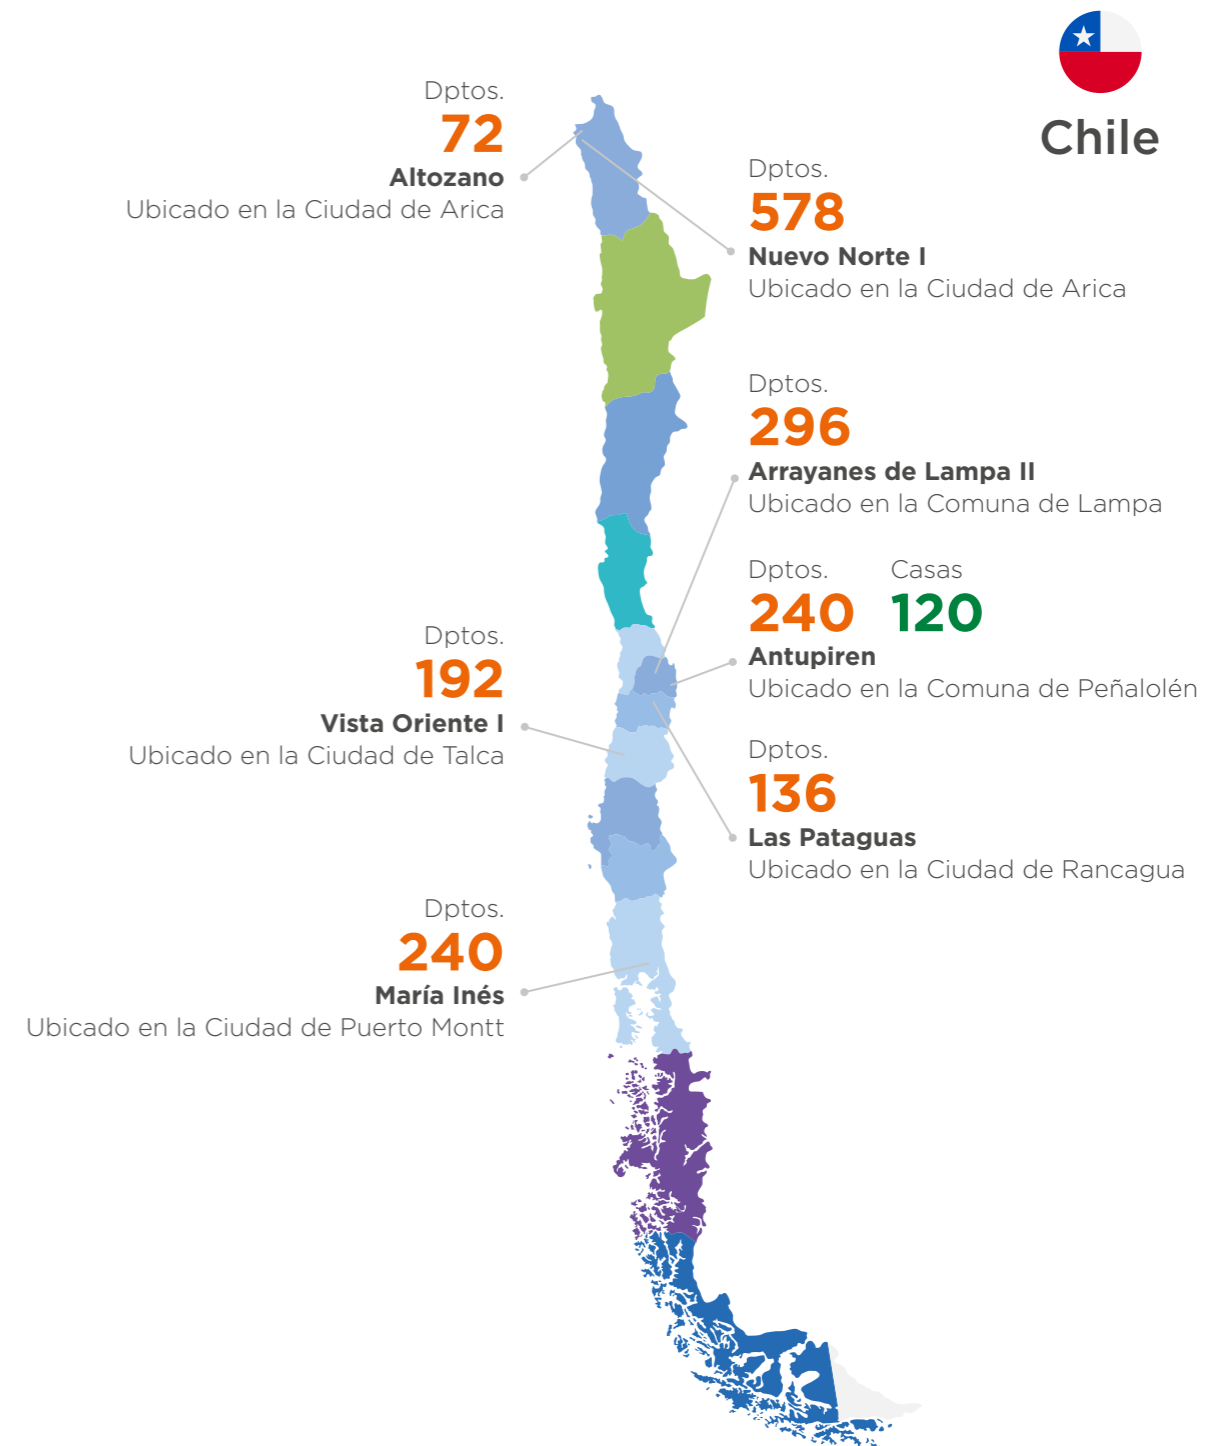 Chile
Dptos.
72
Altozano
Ubicado en la Ciudad de Arica
Dptos.
578
Nuevo Norte I
Ubicado en la Ciudad de Arica
Dptos.
296
Arrayanes de Lampa II
Ubicado en la Comuna de Lampa
Dptos. Casas
240 120
Antupiren
Ubicado en la Comuna de Peñalolén
Dptos.
192
Vista Oriente I
Ubicado en la Ciudad de Talca
Dptos.
136
Las Pataguas
Ubicado en la Ciudad de Rancagua
Dptos.
240
María Inés
Ubicado en la Ciudad de Puerto Montt